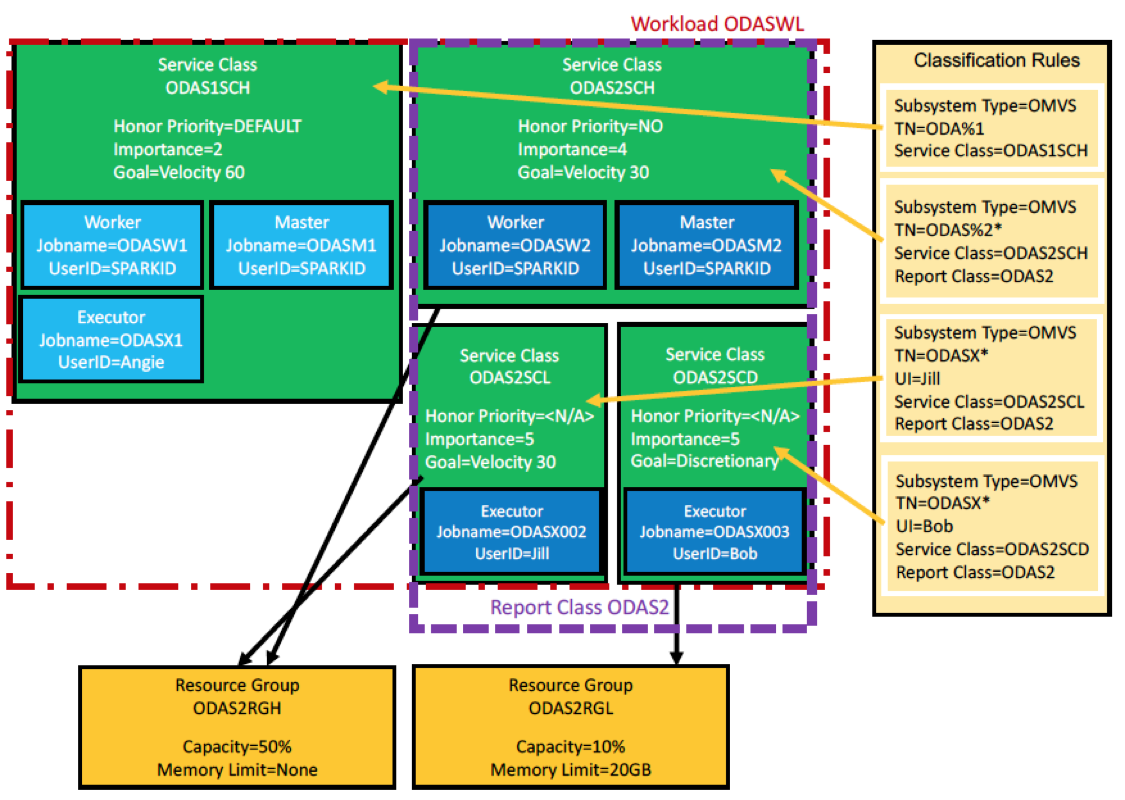 Workload ODASWL
Service Class
ODAS1SCH
Honor Priority=DEFAULT
Importance=2
Goal=Velocity 60
Worker
Jobname=ODASW1
UserID=SPARKID
Master
Jobname=ODASM1
UserID=SPARKID
Executor
Jobname=ODASX1
UserID=Angie
Service Class
ODAS2SCH
Honor Priority=NO
Importance=4
Goal=Velocity 30
Worker
Jobname=ODASW2
UserID=SPARKID
Master
Jobname=ODASM2
UserID=SPARKID
Service Class
ODAS2SCL
Honor Priority=<N/A>
Importance=5
Goal=Velocity 30
Executor
Jobname=ODASX002
UserID=Jill
Service Class
ODAS2SCD
Honor Priority=<N/A>
Importance=5
Goal=Discretionary
Executor
Jobname=ODASX003
UserID=Bob
Report Class ODAS2
Resource Group
ODAS2RGH
Capacity=50%
Memory Limit=None
Resource Group
ODAS2RGL
Capacity=10%
Memory Limit=20GB
Classification Rules
Subsystem Type=OMVS
TN=ODA%1
Service Class=ODAS1SCH
Subsystem Type=OMVS
TN=ODAS%2*
Service Class=ODAS2SCH
Report Class=ODAS2
Subsystem Type=OMVS
TN=ODASX*
UI=Jill
Service Class=ODAS2SCL
Report Class=ODAS2
Subsystem Type=OMVS
TN=ODASX*
UI=Bob
Service Class=ODAS2SCD
Report Class=ODAS2